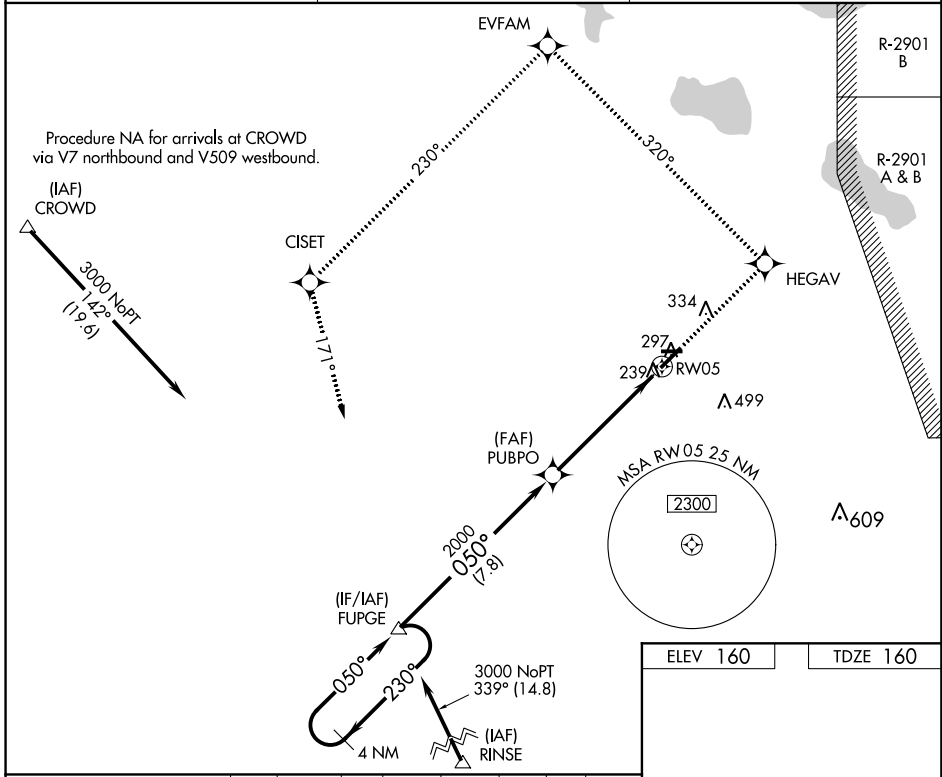 EVFAM
R-2901
B
Procedure NA for arrivals at CROWD
via V7 northbound and V509 westbound.
230°
320°
R-2901
A & B
(IAF)
CROWD
CISET
HEGAV
3000 NoPT
142°
(19.6)
334
171°
297
239
RW05
499
(FAF)
PUBPO
MSA RW05 25 NM
2300
609
2000
050°
(7.8)
(IF/IAF)
FUPGE
050°
230°
3000 NoPT
339° (14.8)
4 NM
(IAF)
RINSE
ELEV 160
TDZE 160